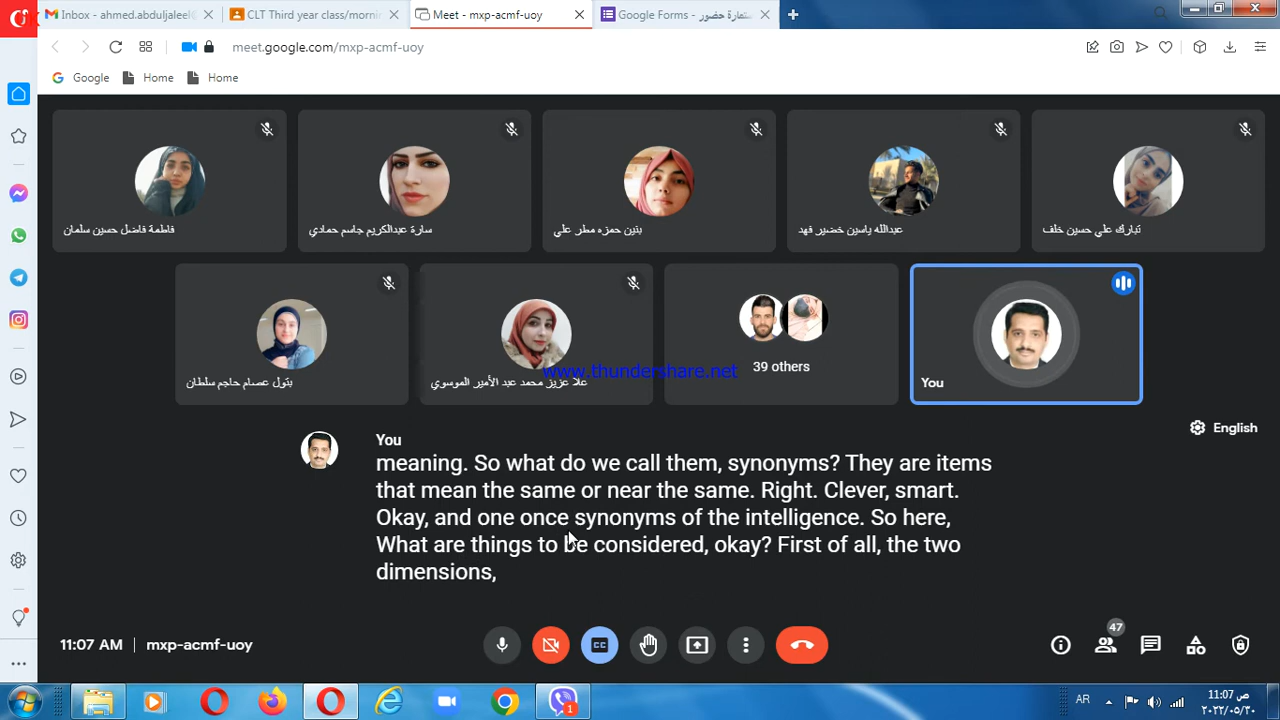 Inbox - ahmed.abduljaleel
CLT Third year class/mornin
Meet - mxp-acmf-uoy
Google Forms - استمارة حضور
meet.google.com/mxp-acmf-uoy
Google
Home
Home
فاطمة فاضل حسين سلمان
سارة عبدالكريم جاسم حمادي
بنين حمزه مطر علي
عبدالله ياسين خضير فهد
تبارك علي حسين خلف
بتول عصام حاجم سلطان
علا عزيز محمد عبد الأمير الموسوي
39 others
You
www.thundershare.net
English
You
meaning. So what do we call them, synonyms? They are items
that mean the same or near the same. Right. Clever, smart.
Okay, and one once synonyms of the intelligence. So here,
What are things to be considered, okay? First of all, the two
dimensions,
11:07 AM
mxp-acmf-uoy
CC
47
1
AR
11:07 ص
٢٠٢٢/٠٥/٣٠